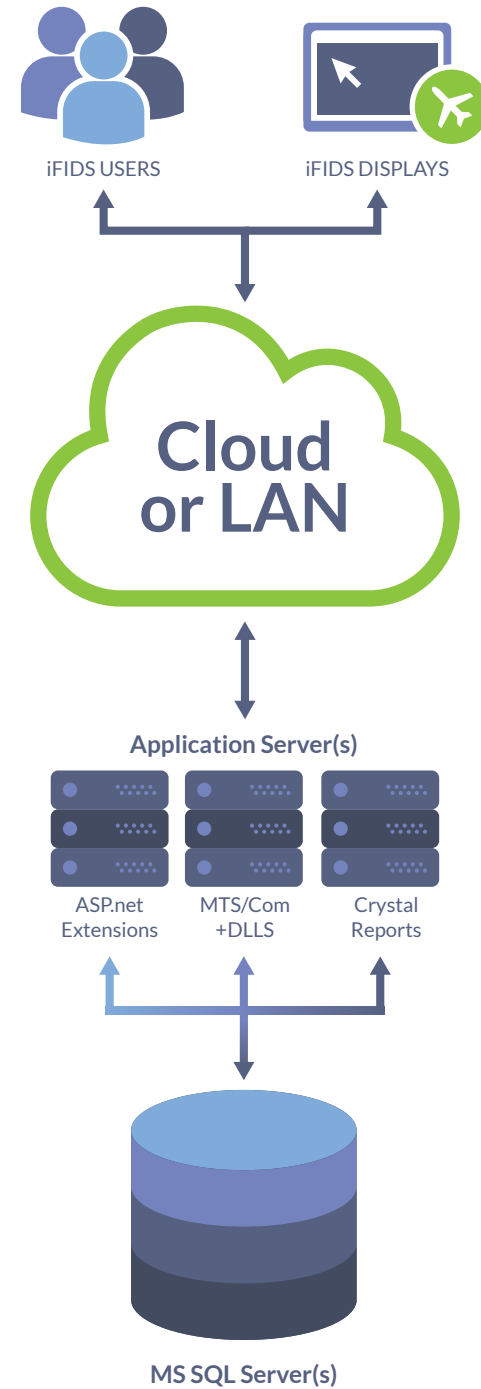 iFIDS USERS
iFIDS DISPLAYS
Cloud
or LAN
Application Server(s)
ASP.net
Extensions
MTS/Com
+DLLS
Crystal
Reports
MS SQL Server(s)